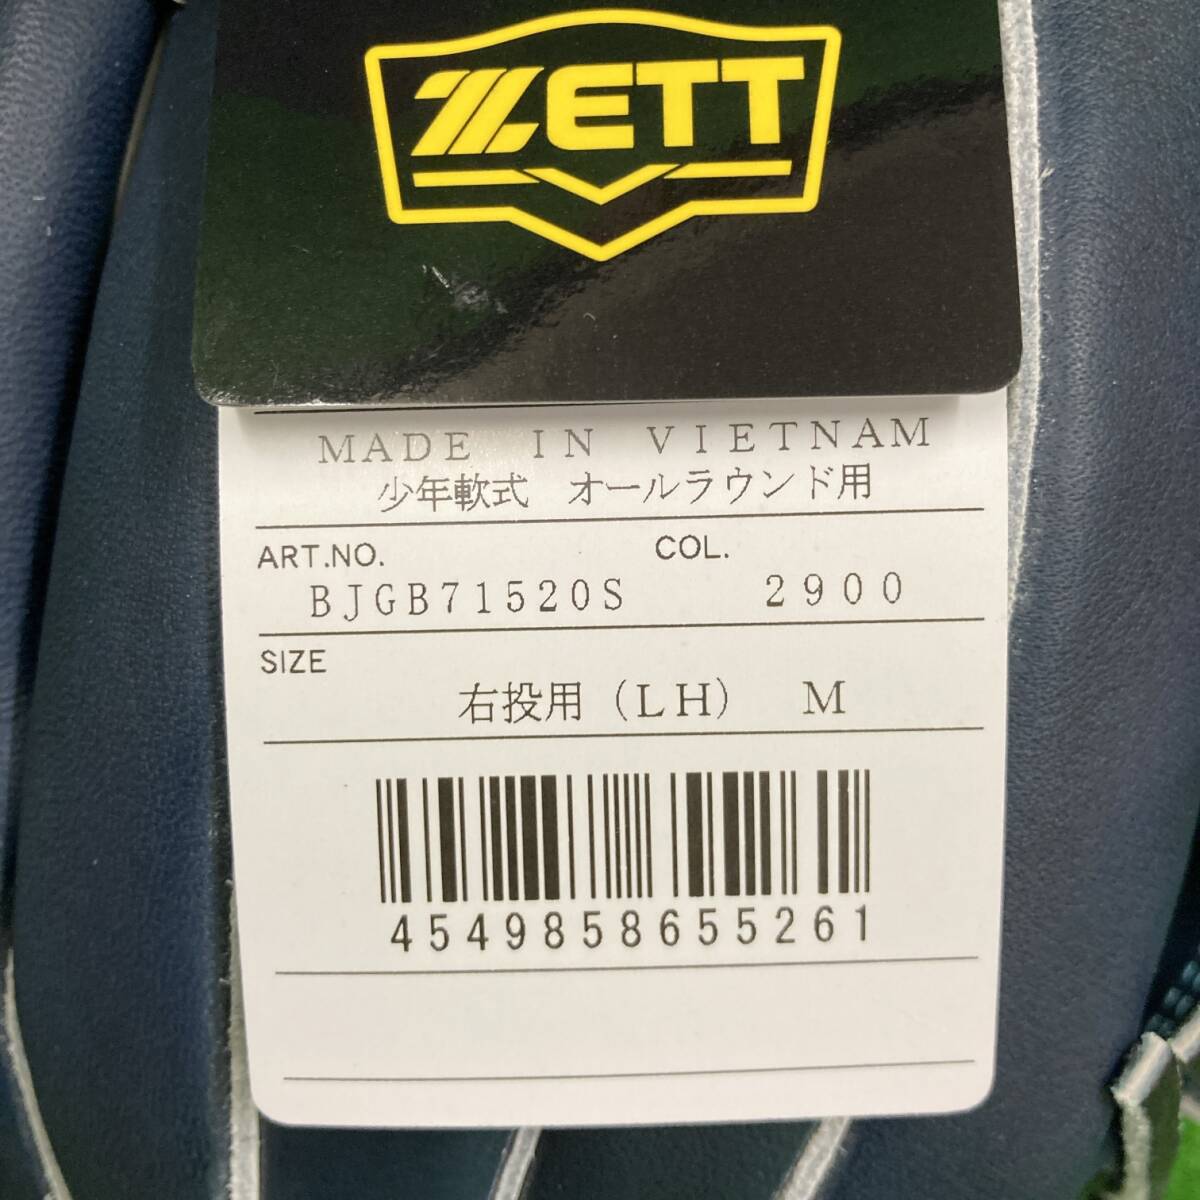 ZETT
MADE IN VIETNAM
少年軟式 オールラウンド用
ART.NO. COL.
BJGB71520S 2900
SIZE
右投用(LH) M
4549858655261